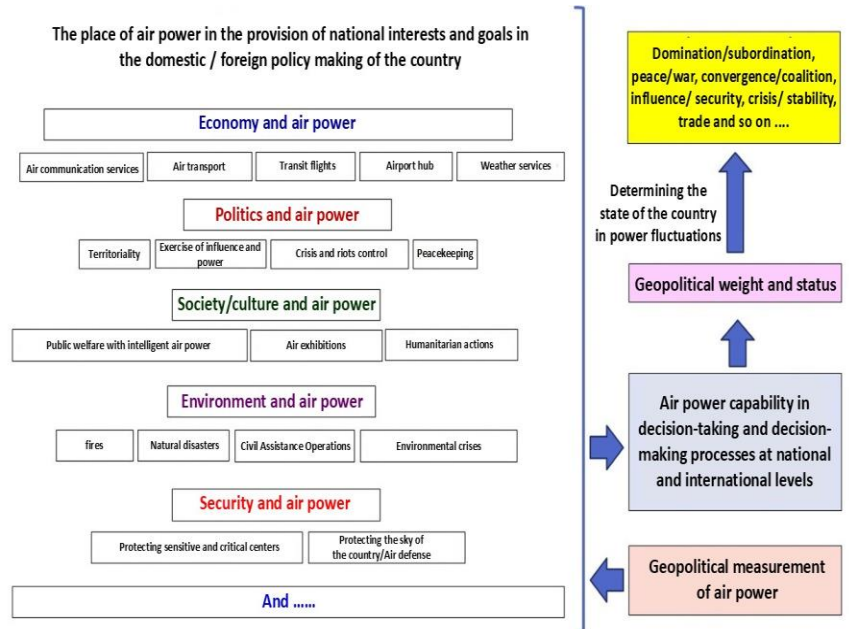 The place of air power in the provision of national interests and goals in
the domestic / foreign policy making of the country
Economy and air power
Air communication services
Air transport
Transit flights
Airport hub
Weather services
Politics and air power
Territoriality
Exercise of influence and
power
Crisis and riots control
Peacekeeping
Society/culture and air power
Public welfare with intelligent air power
Air exhibitions
Humanitarian actions
Environment and air power
fires
Natural disasters
Civil Assistance Operations
Environmental crises
Security and air power
Protecting sensitive and critical centers
Protecting the sky of
the country/Air defense
And ......
Domination/subordination,
peace/war, convergence/coalition,
influence/ security, crisis/ stability,
trade and so on ....
Determining the
state of the country
in power fluctuations
Geopolitical weight and status
Air power capability in
decision-taking and decision-
making processes at national
and international levels
Geopolitical measurement
of air power